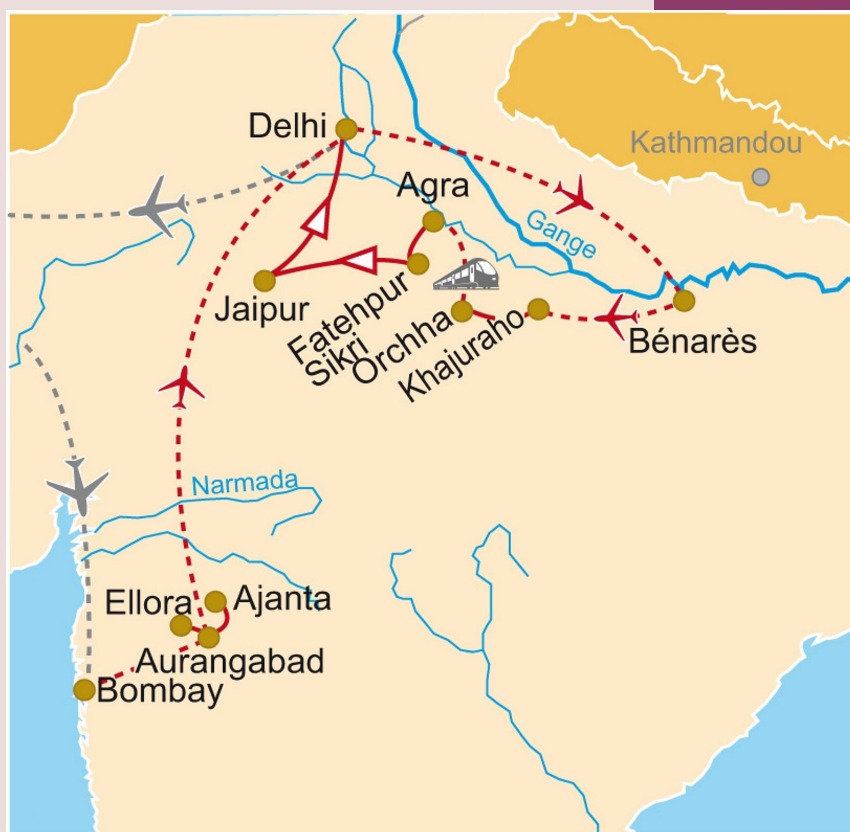 Delhi
Kathmandou
Agra
Gange
Jaipur
Fatehpur
Sikri
Orchha
Khajuraho
Bénarès
Narmada
Ellora
Ajanta
Aurangabad
Bombay